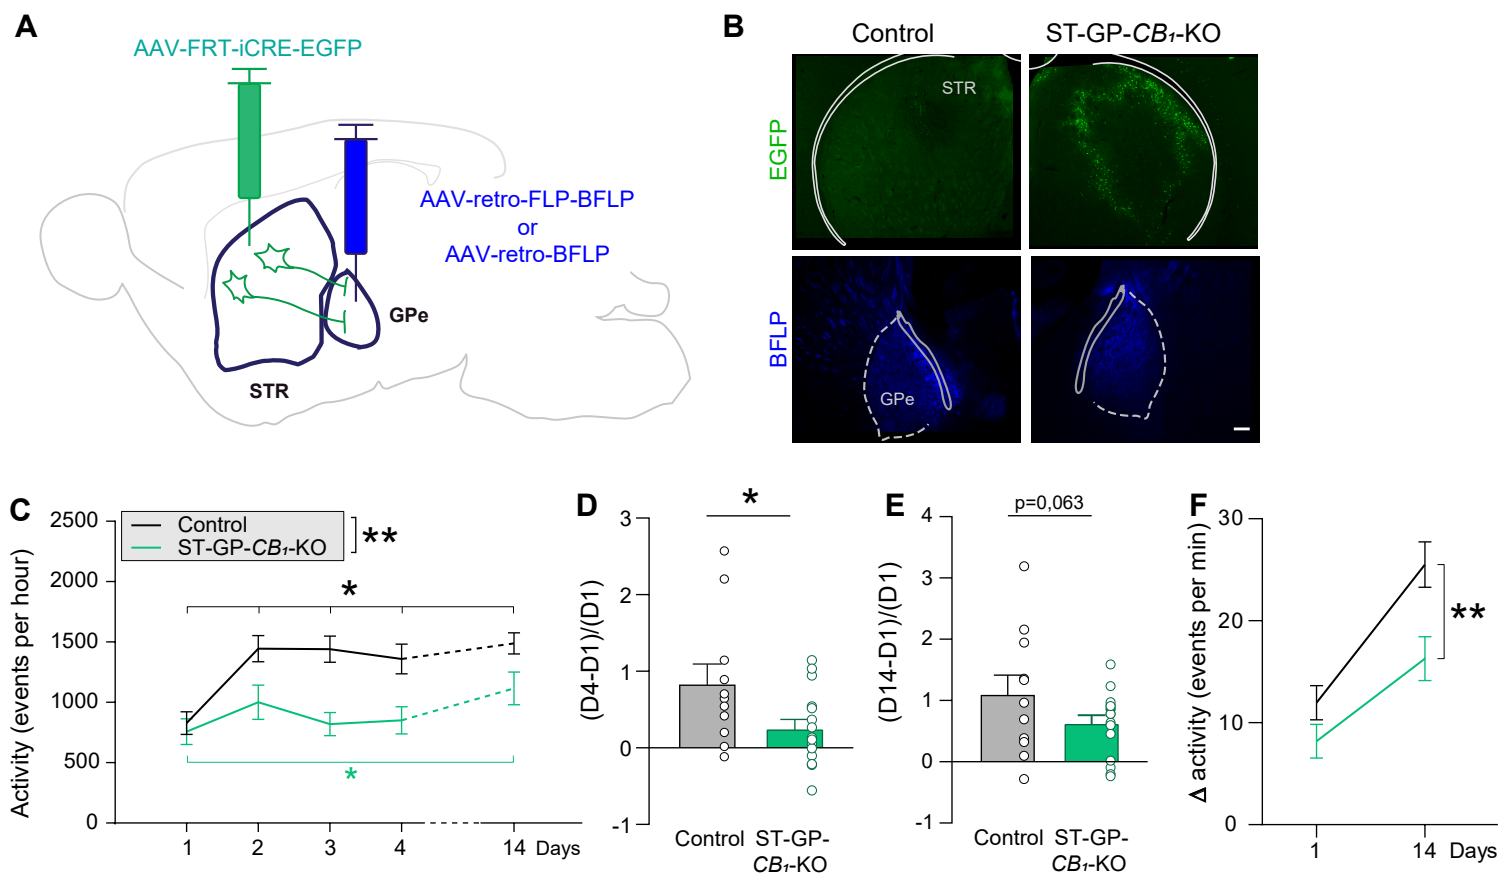 A
AAV-FRT-iCRE-EGFP
AAV-retro-FLP-BFLP
or
AAV-retro-BFLP
GPe
STR
B
Control
ST-GP-CB₁-KO
EGFP
STR
BFLP
GPe
C
Activity (events per hour)
2500
2000
1500
1000
500
0
Control
ST-GP-CB₁-KO
**
*
*
1 2 3 4 14 Days
D
(D4-D1)/(D1)
*
3
2
1
0
-1
Control
ST-GP-
CB₁-KO
E
(D14-D1)/(D1)
p=0,063
4
3
2
1
0
-1
Control
ST-GP-
CB₁-KO
F
Δ activity (events per min)
30
20
10
0
**
1 14 Days